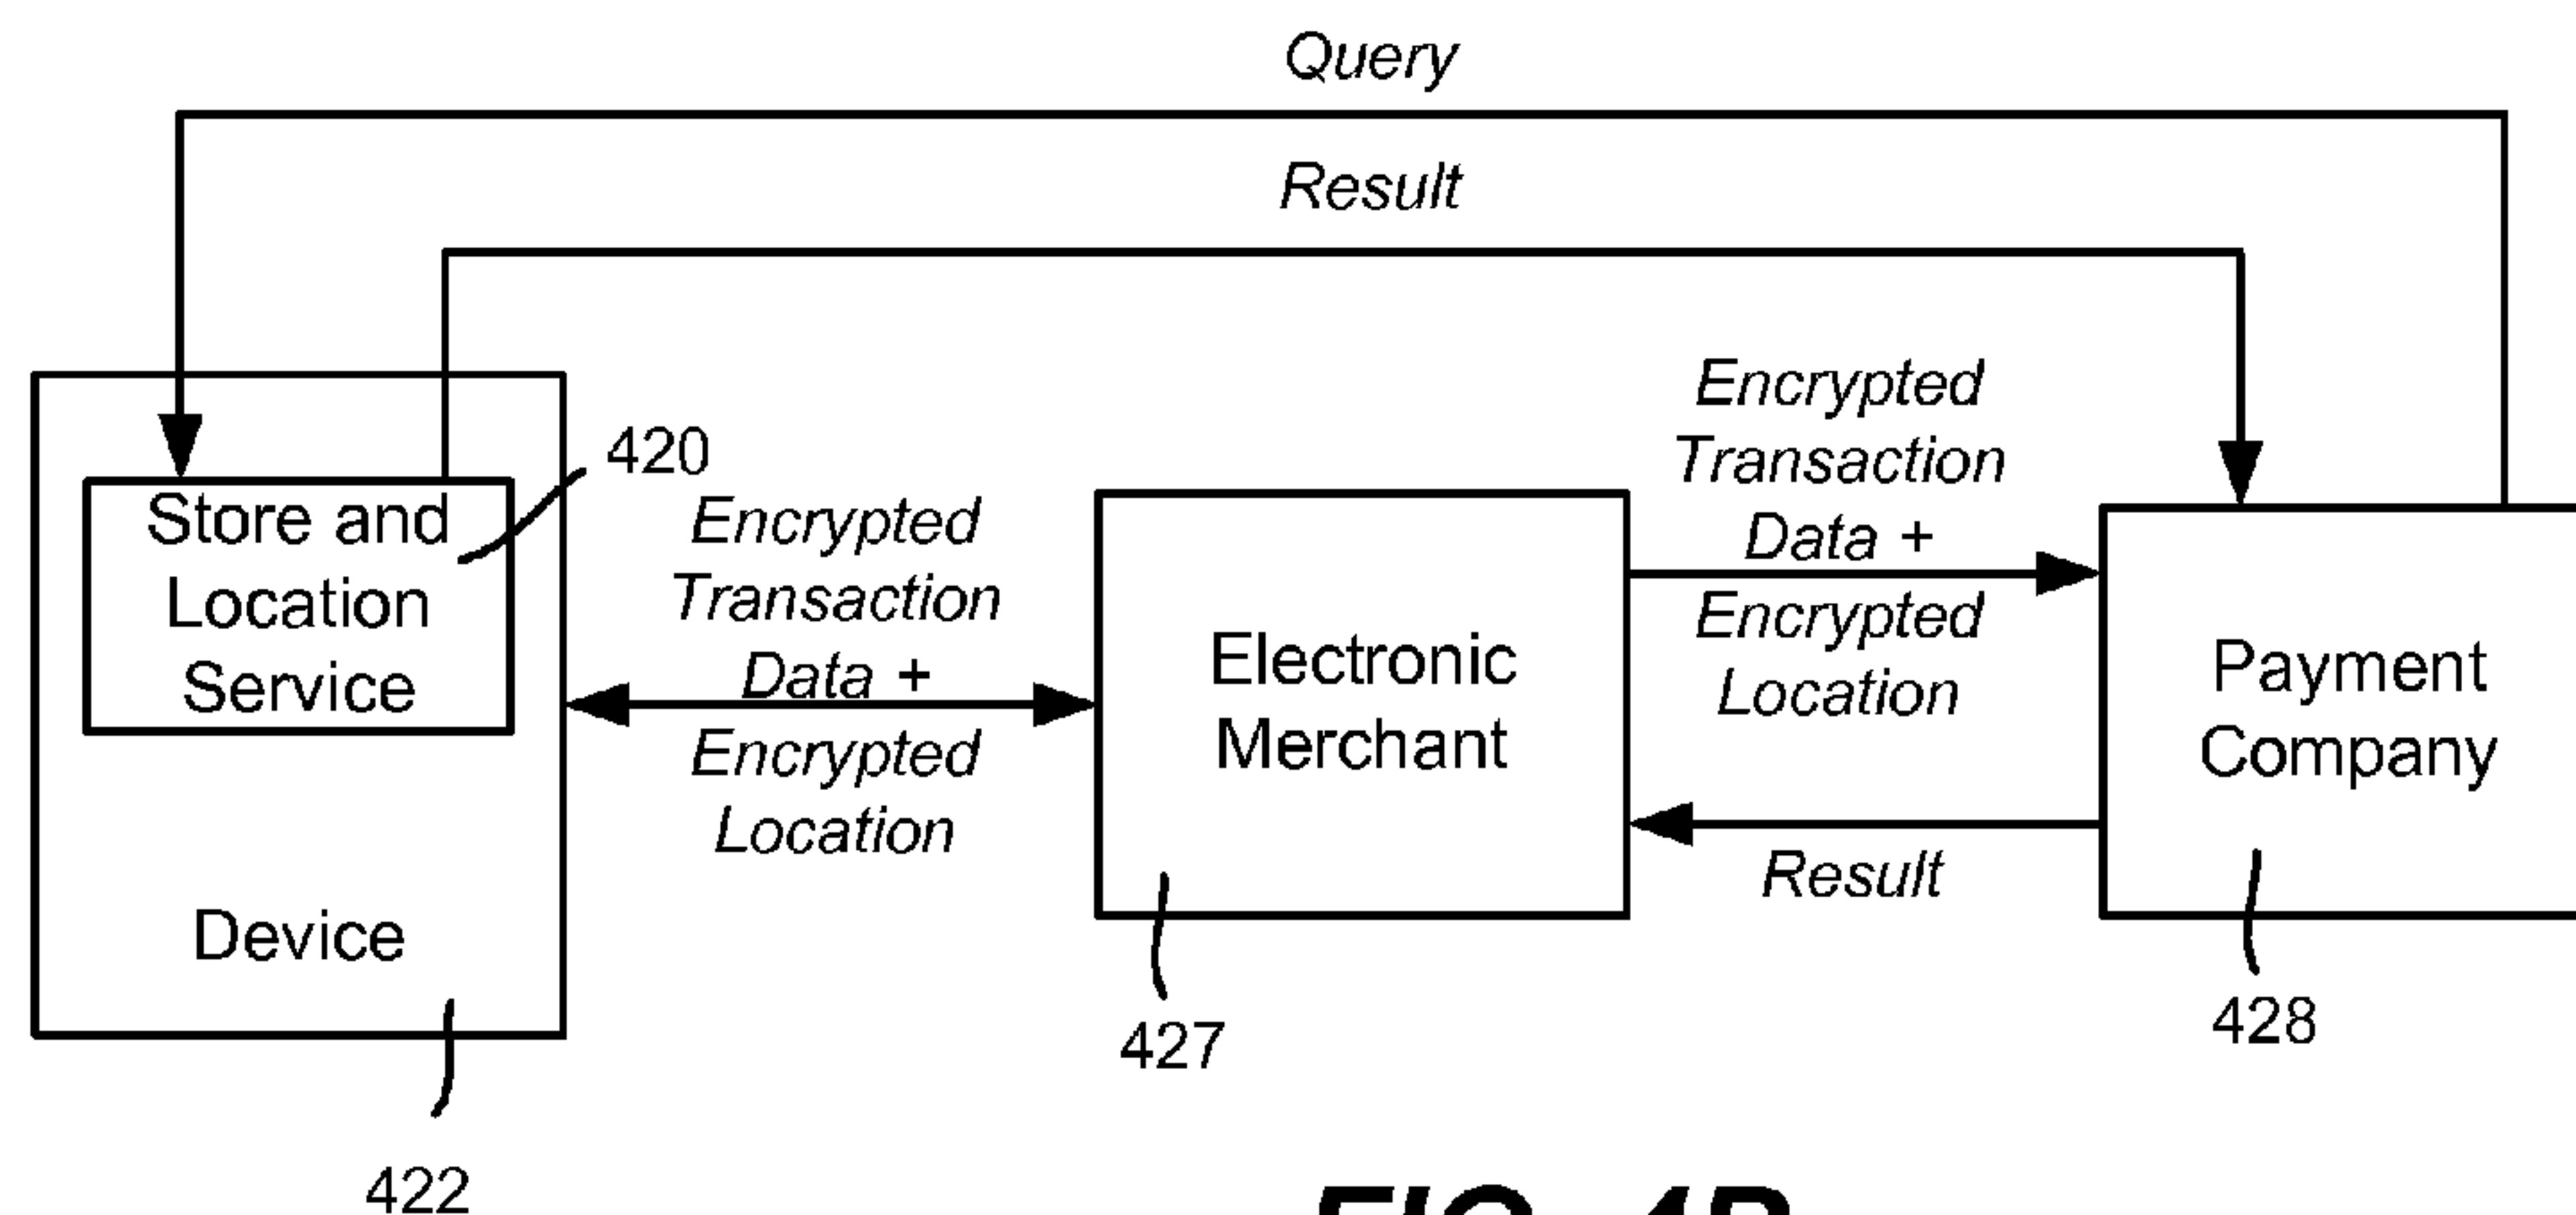 Query
Result
Store and
Location
Service
420
Device
422
Encrypted
Transaction
Data +
Encrypted
Location
Electronic
Merchant
427
Encrypted
Transaction
Data +
Encrypted
Location
Result
Payment
Company
428